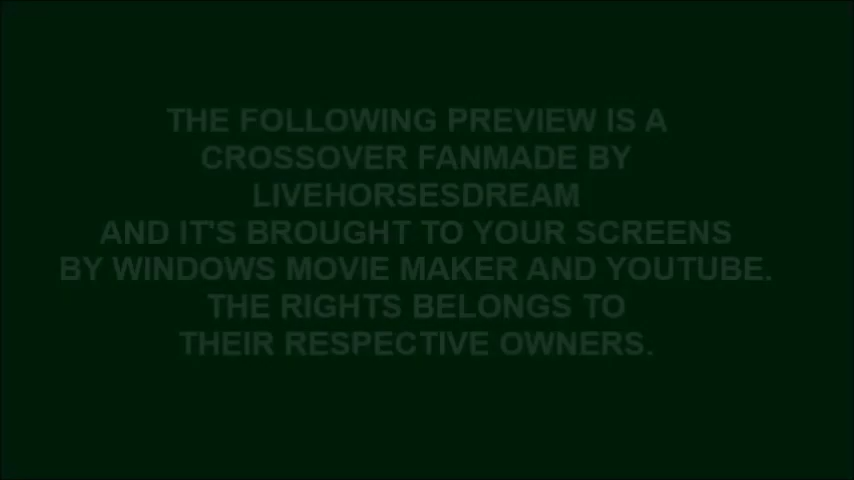 THE FOLLOWING PREVIEW IS A
CROSSOVER FANMADE BY
LIVEHORSESDREAM
AND IT'S BROUGHT TO YOUR SCREENS
BY WINDOWS MOVIE MAKER AND YOUTUBE.
THE RIGHTS BELONGS TO
THEIR RESPECTIVE OWNERS.